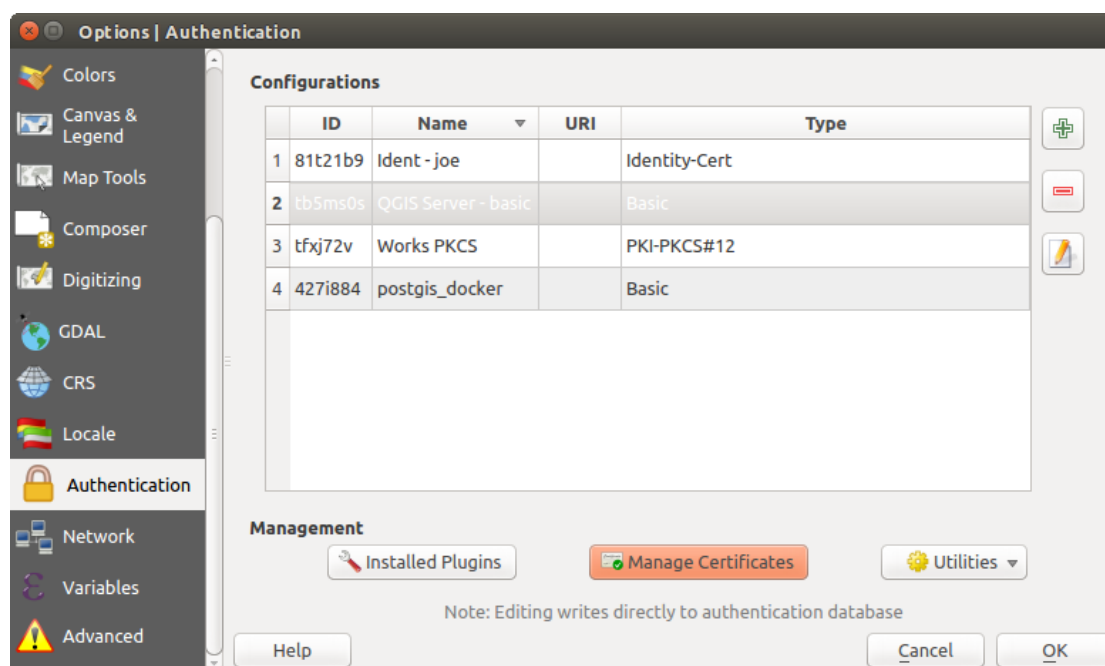 Options | Authentication
Colors
Canvas &
Legend
Map Tools
Composer
Digitizing
GDAL
CRS
Locale
Authentication
Network
Variables
Advanced
Configurations
ID Name URI Type
1 81t21b9 Ident - joe Identity-Cert
2 tb5ms0s QGIS Server - basic Basic
3 tfxj72v Works PKCS PKI-PKCS#12
4 427i884 postgis_docker Basic
Management
Installed Plugins Manage Certificates Utilities
Note: Editing writes directly to authentication database
Help Cancel OK